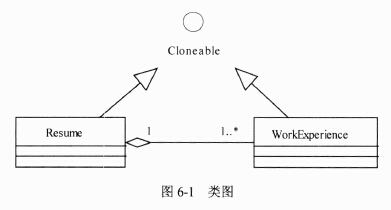 Cloneable
Resume
1
1..*
WorkExperience
图 6-1 类图